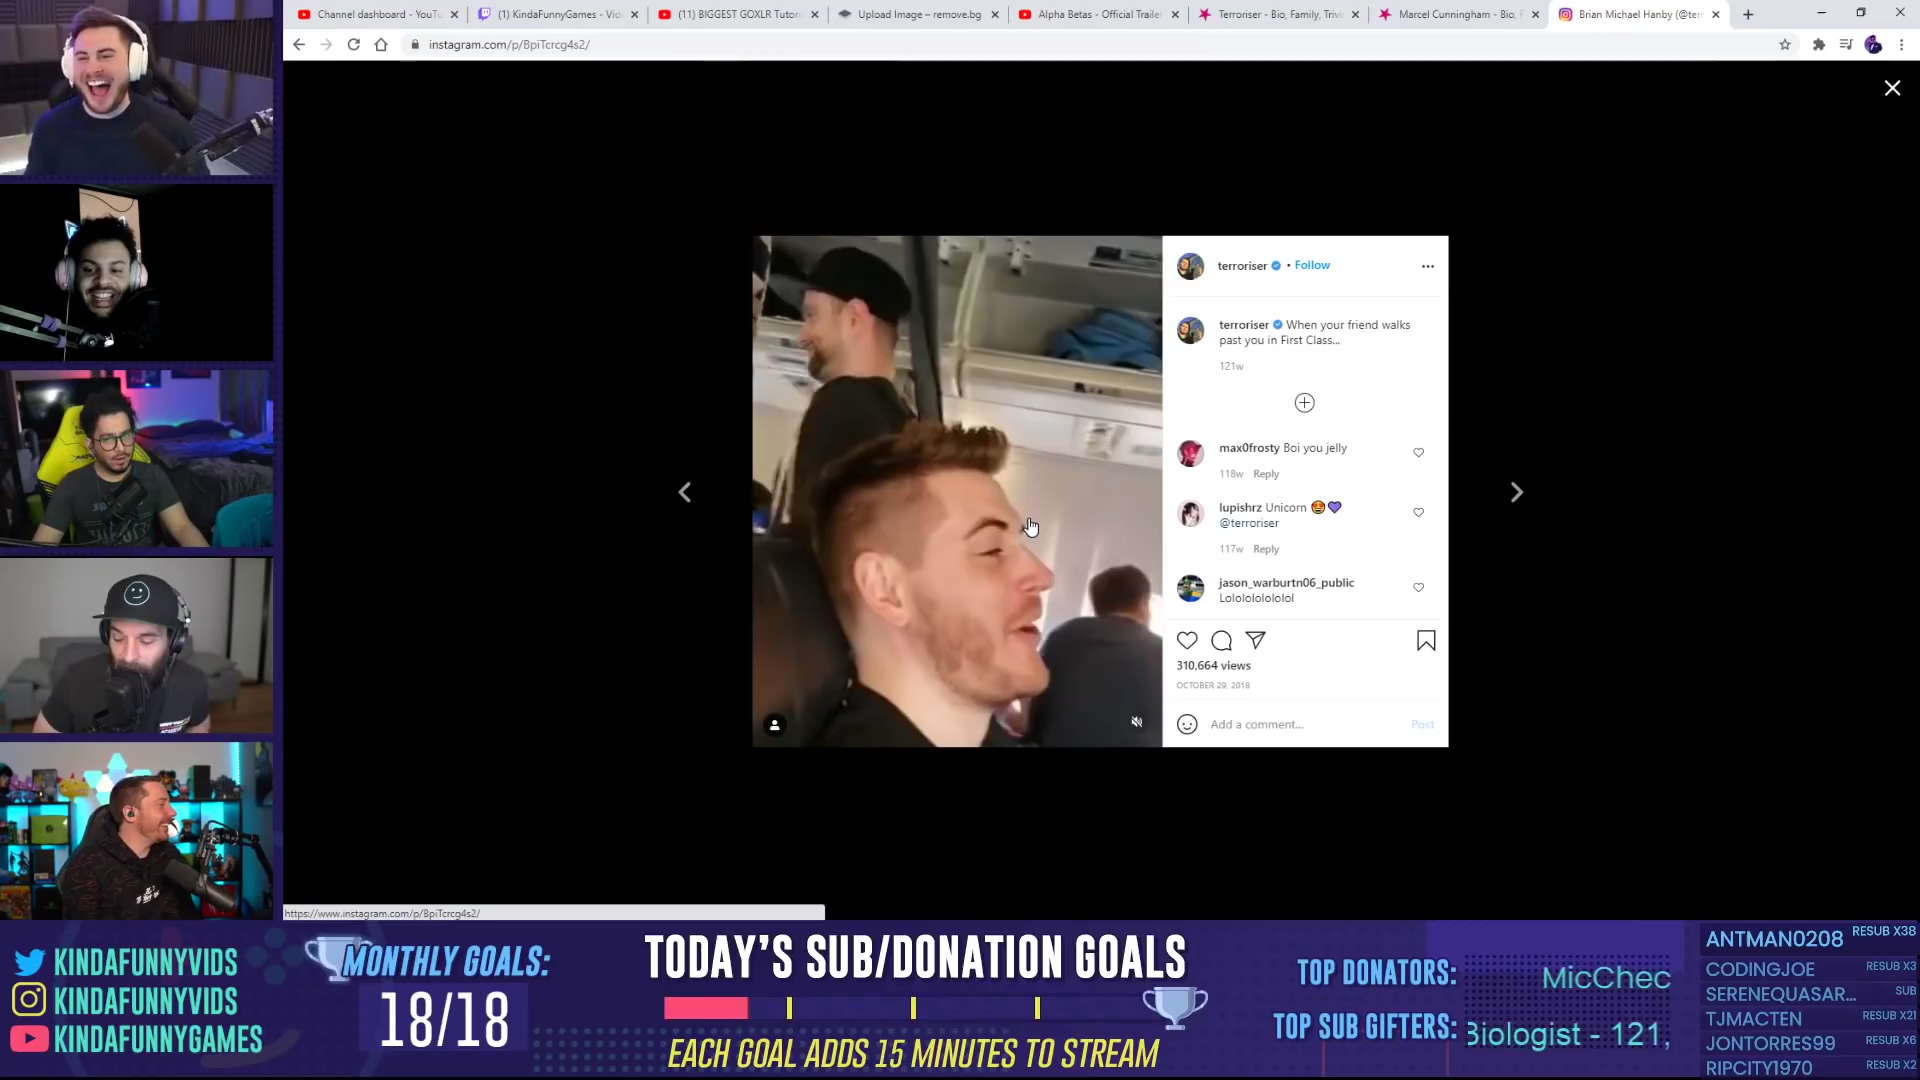 Channel dashboard - YouTu
(1) KindaFunnyGames - Vid
(11) BIGGEST GOXLR Tutori
Upload Image – remove.bg
Alpha Betas - Official Trailer
Terroriser - Bio, Family, Trivi
Marcel Cunningham - Bio, F
Brian Michael Hanby (@terr
instagram.com/p/BpiTcrcg4s2/
terroriser • Follow
terroriser When your friend walks
past you in First Class...
121w
max0frosty Boi you jelly
118w Reply
lupishrz Unicorn 🤩💜
@terroriser
117w Reply
jason_warburtn06_public
Lolololololololol
310,664 views
OCTOBER 29, 2018
Add a comment...
Post
https://www.instagram.com/p/BpiTcrcg4s2/
KINDAFUNNYVIDS
KINDAFUNNYVIDS
KINDAFUNNYGAMES
MONTHLY GOALS:
18/18
TODAY'S SUB/DONATION GOALS
EACH GOAL ADDS 15 MINUTES TO STREAM
TOP DONATORS:
MicChec
TOP SUB GIFTERS:
Biologist - 121,
ANTMAN0208 RESUB X38
CODINGJOE RESUB X3
SERENEQUASAR... SUB
TJMACTEN RESUB X21
JONTORRES99 RESUB X6
RIPCITY1970 RESUB X2